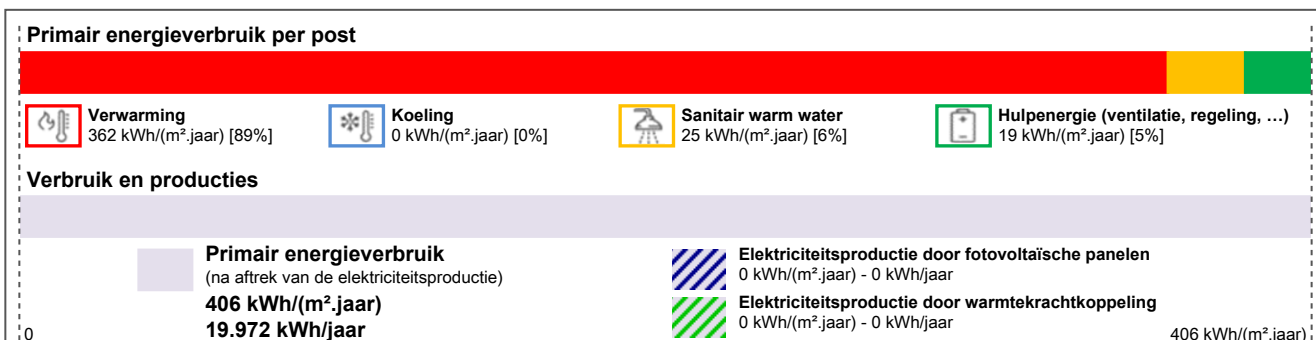 Primair energieverbruik per post
Verwarming
362 kWh/(m².jaar) [89%]
Koeling
0 kWh/(m².jaar) [0%]
Sanitair warm water
25 kWh/(m².jaar) [6%]
Hulpenergie (ventilatie, regeling, …)
19 kWh/(m².jaar) [5%]
Verbruik en producties
Primair energieverbruik
(na aftrek van de elektriciteitsproductie)
406 kWh/(m².jaar)
19.972 kWh/jaar
Elektriciteitsproductie door fotovoltaïsche panelen
0 kWh/(m².jaar) - 0 kWh/jaar
Elektriciteitsproductie door warmtekrachtkoppeling
0 kWh/(m².jaar) - 0 kWh/jaar
0
406 kWh/(m².jaar)